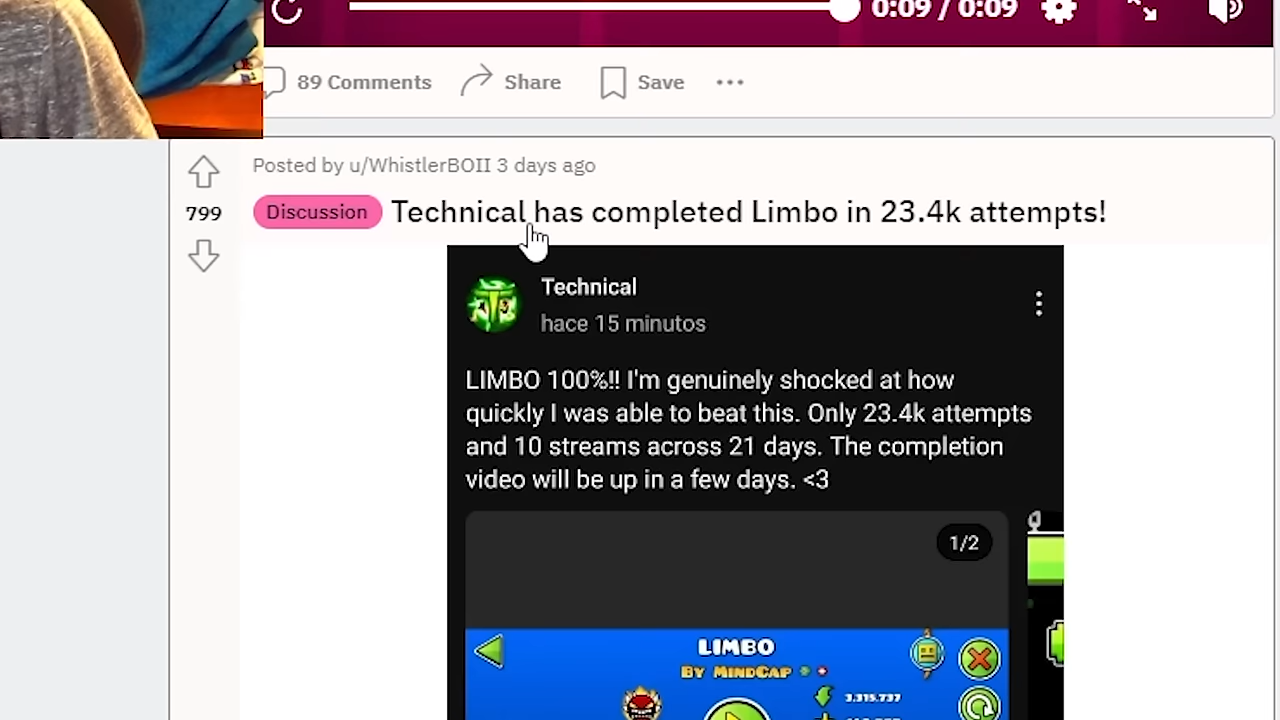 0:09 / 0:09
89 Comments Share Save
Posted by u/WhistlerBOII 3 days ago
799
Discussion Technical has completed Limbo in 23.4k attempts!
Technical
hace 15 minutos
LIMBO 100%!! I'm genuinely shocked at how
quickly I was able to beat this. Only 23.4k attempts
and 10 streams across 21 days. The completion
video will be up in a few days. <3
1/2
LIMBO
By MindCap
3,315,737